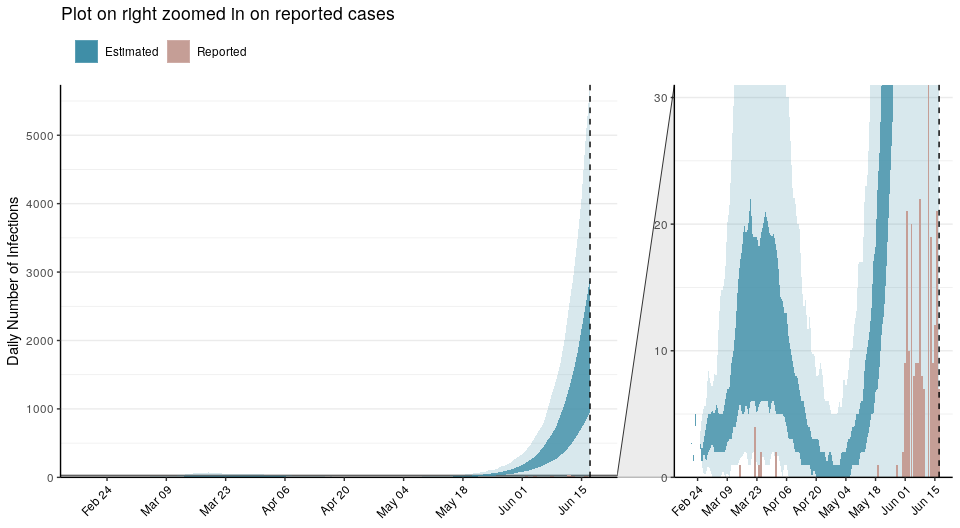 Plot on right zoomed in on reported cases
Estimated Reported
Daily Number of Infections
5000
4000
3000
2000
1000
0
Feb 24 Mar 09 Mar 23 Apr 06 Apr 20 May 04 May 18 Jun 01 Jun 15
30
20
10
0
Feb 24 Mar 09 Mar 23 Apr 06 Apr 20 May 04 May 18 Jun 01 Jun 15